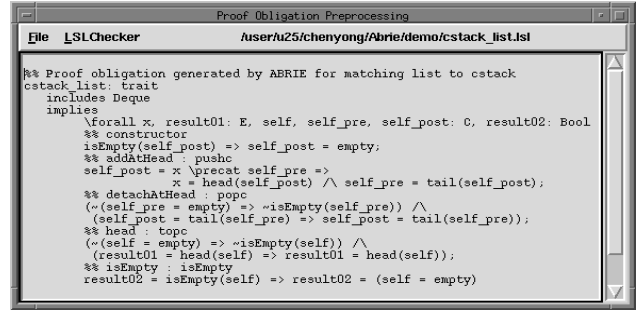 Proof Obligation Preprocessing
File LSLChecker /user/u25/chenyong/Abrie/demo/cstack_list.lsl
%% Proof obligation generated by ABRIE for matching list to cstack
cstack_list: trait
includes Deque
implies
\forall x, result01: E, self, self_pre, self_post: C, result02: Bool
%% constructor
isEmpty(self_post) => self_post = empty;
%% addAtHead : pushc
self_post = x \precat self_pre =>
x = head(self_post) /\ self_pre = tail(self_post);
%% detachAtHead : popc
(~(self_pre = empty) => ~isEmpty(self_pre)) /\
(self_post = tail(self_pre) => self_post = tail(self_pre));
%% head : topc
(~(self = empty) => ~isEmpty(self)) /\
(result01 = head(self) => result01 = head(self));
%% isEmpty : isEmpty
result02 = isEmpty(self) => result02 = (self = empty)